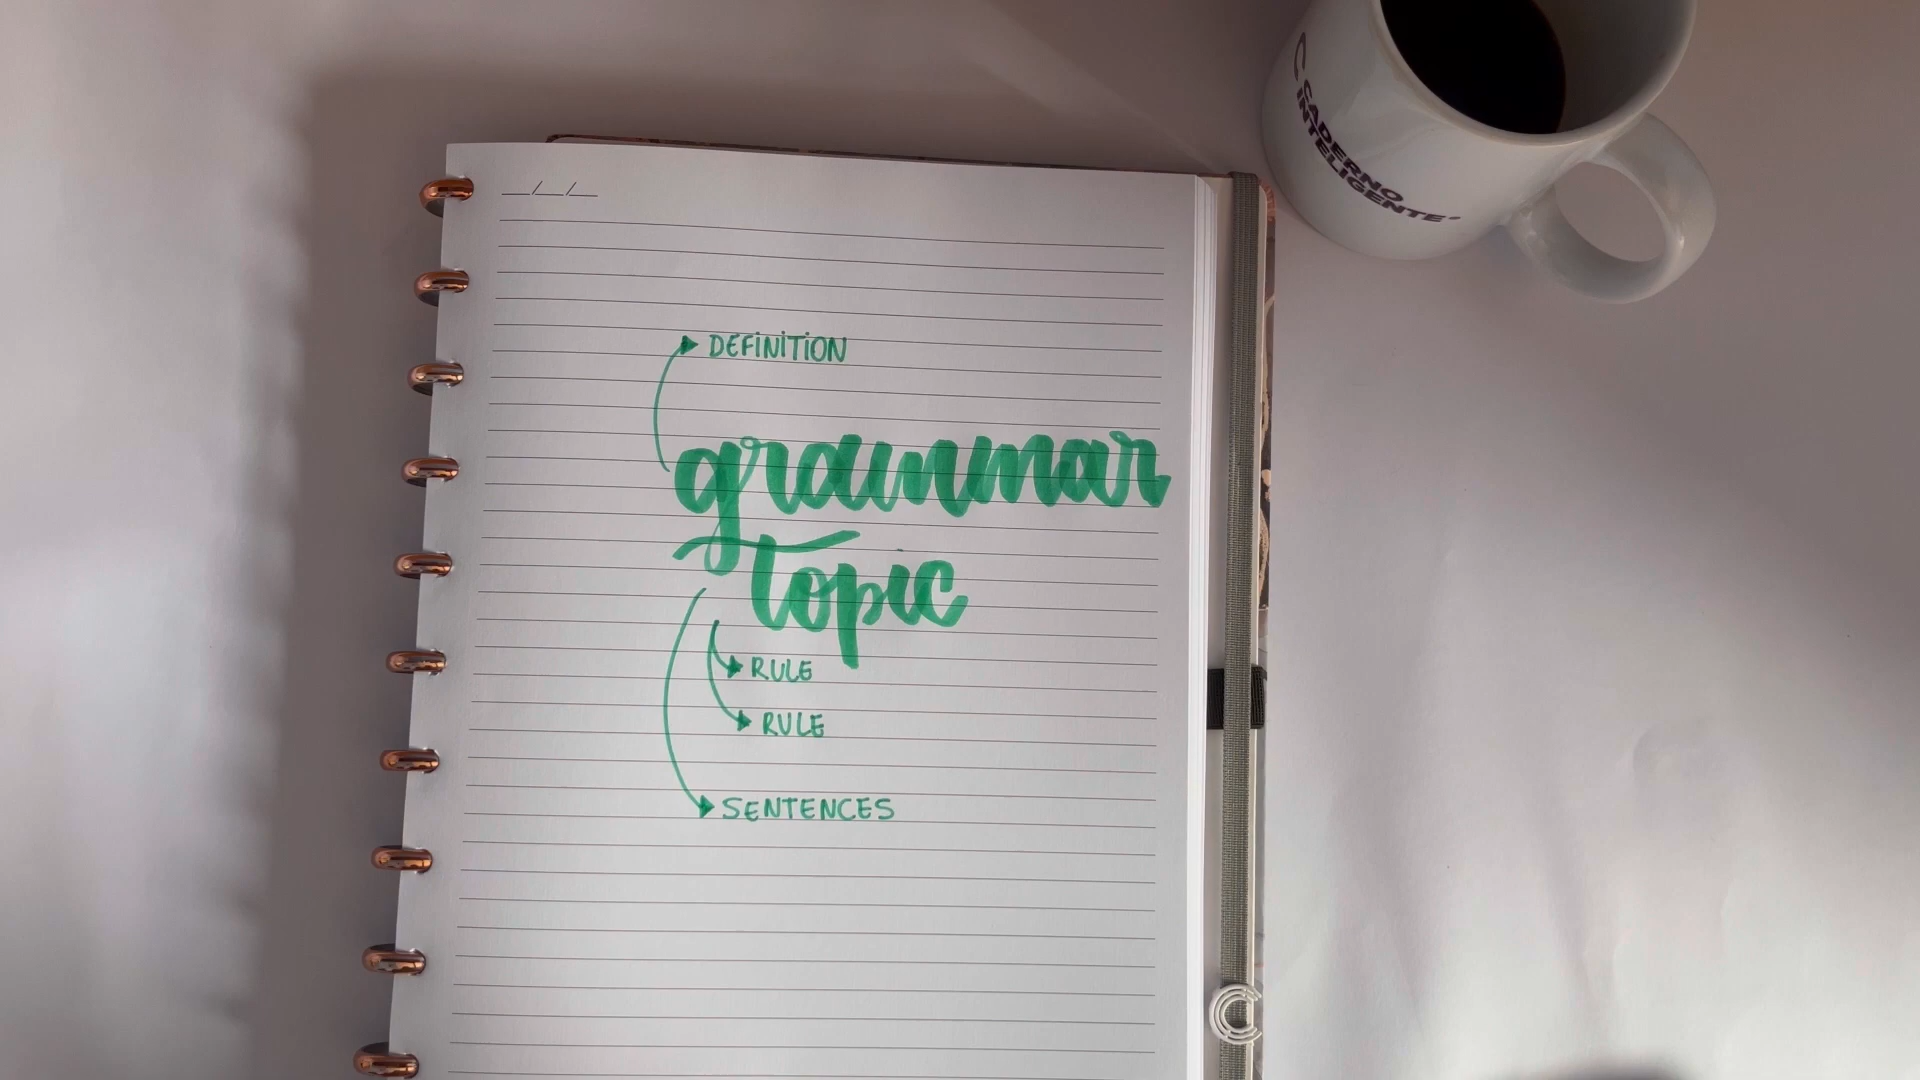 CADERNO
INTELIGENTE
DEFINITION
grammar
topic
RULE
RULE
SENTENCES